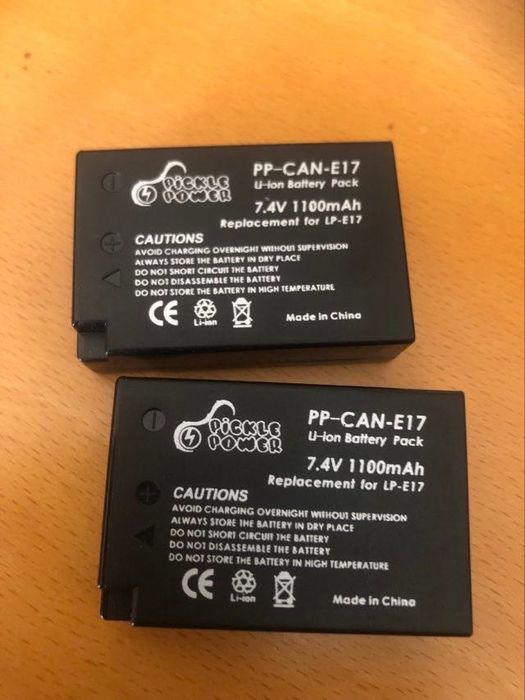 PICKLE
POWER
PP-CAN-E17
Li-ion Battery Pack
7.4V 1100mAh
Replacement for LP-E17
CAUTIONS
AVOID CHARGING OVERNIGHT WITHOUT SUPERVISION
ALWAYS STORE THE BATTERY IN DRY PLACE
DO NOT SHORT CIRCUIT THE BATTERY
DO NOT DISASSEMBLE THE BATTERY
DO NOT STORE THE BATTERY IN HIGH TEMPERATURE
CE
Li-ion
Made in China
PICKLE
POWER
PP-CAN-E17
Li-ion Battery Pack
7.4V 1100mAh
Replacement for LP-E17
CAUTIONS
AVOID CHARGING OVERNIGHT WITHOUT SUPERVISION
ALWAYS STORE THE BATTERY IN DRY PLACE
DO NOT SHORT CIRCUIT THE BATTERY
DO NOT DISASSEMBLE THE BATTERY
DO NOT STORE THE BATTERY IN HIGH TEMPERATURE
CE
Li-ion
Made in China